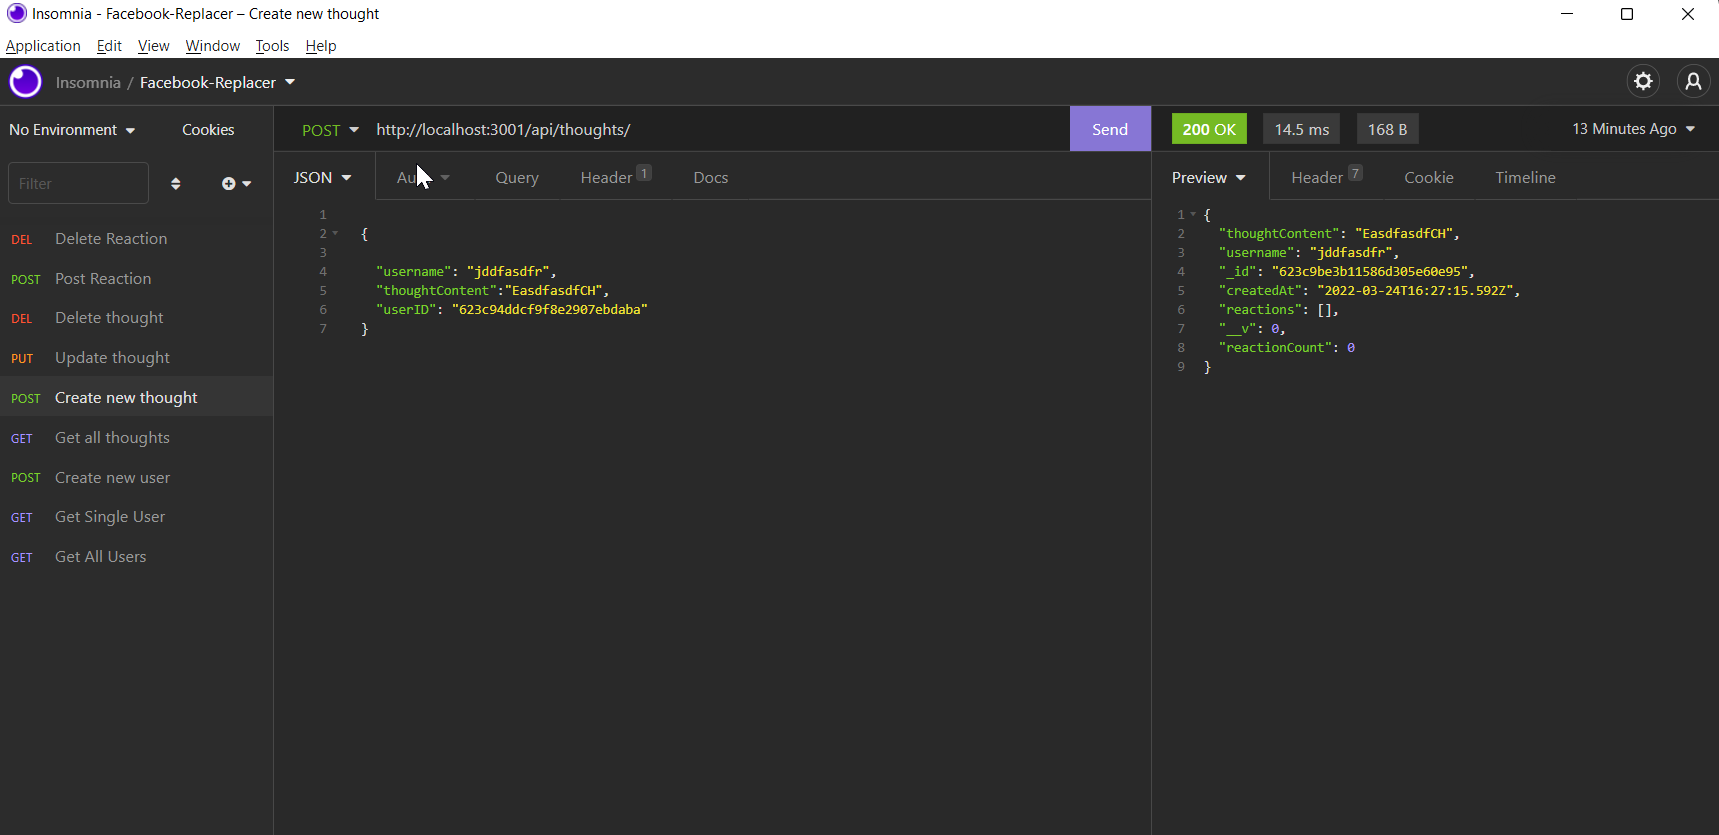 Insomnia - Facebook-Replacer – Create new thought
Application Edit View Window Tools Help
Insomnia / Facebook-Replacer
No Environment Cookies
Filter
DEL Delete Reaction
POST Post Reaction
DEL Delete thought
PUT Update thought
POST Create new thought
GET Get all thoughts
POST Create new user
GET Get Single User
GET Get All Users
POST http://localhost:3001/api/thoughts/ Send
JSON Query Header 1 Docs
1
2 {
3
4 "username": "jddfasdfr",
5 "thoughtContent":"EasdfasdfCH",
6 "userID": "623c94ddcf9f8e2907ebdaba"
7 }
200 OK 14.5 ms 168 B 13 Minutes Ago
Preview Header 7 Cookie Timeline
1 {
2 "thoughtContent": "EasdfasdfCH",
3 "username": "jddfasdfr",
4 "_id": "623c9be3b11586d305e60e95",
5 "createdAt": "2022-03-24T16:27:15.592Z",
6 "reactions": [],
7 "__v": 0,
8 "reactionCount": 0
9 }